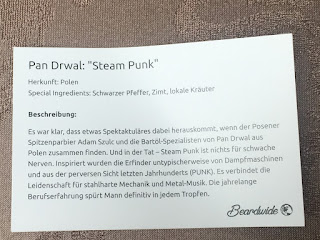 Pan Drwal: "Steam Punk"
Herkunft: Polen
Special Ingredients: Schwarzer Pfeffer, Zimt, lokale Kräuter
Beschreibung:
Es war klar, dass etwas Spektaktuläres dabei herauskommt, wenn der Posener
Spitzenparbier Adam Szulc und die Bartöl-Spezialisten von Pan Drwal aus
Polen zusammen finden. Und in der Tat – Steam Punk ist nichts für schwache
Nerven. Inspiriert wurden die Erfinder untypischerweise von Dampfmaschinen
und aus der perversen Sicht letzten Jahrhunderts (PUNK). Es verbindet die
Leidenschaft für stahlharte Mechanik und Metal-Musik. Die jahrelange
Berufserfahrung spürt Mann definitiv in jedem Tropfen.
Beardwide